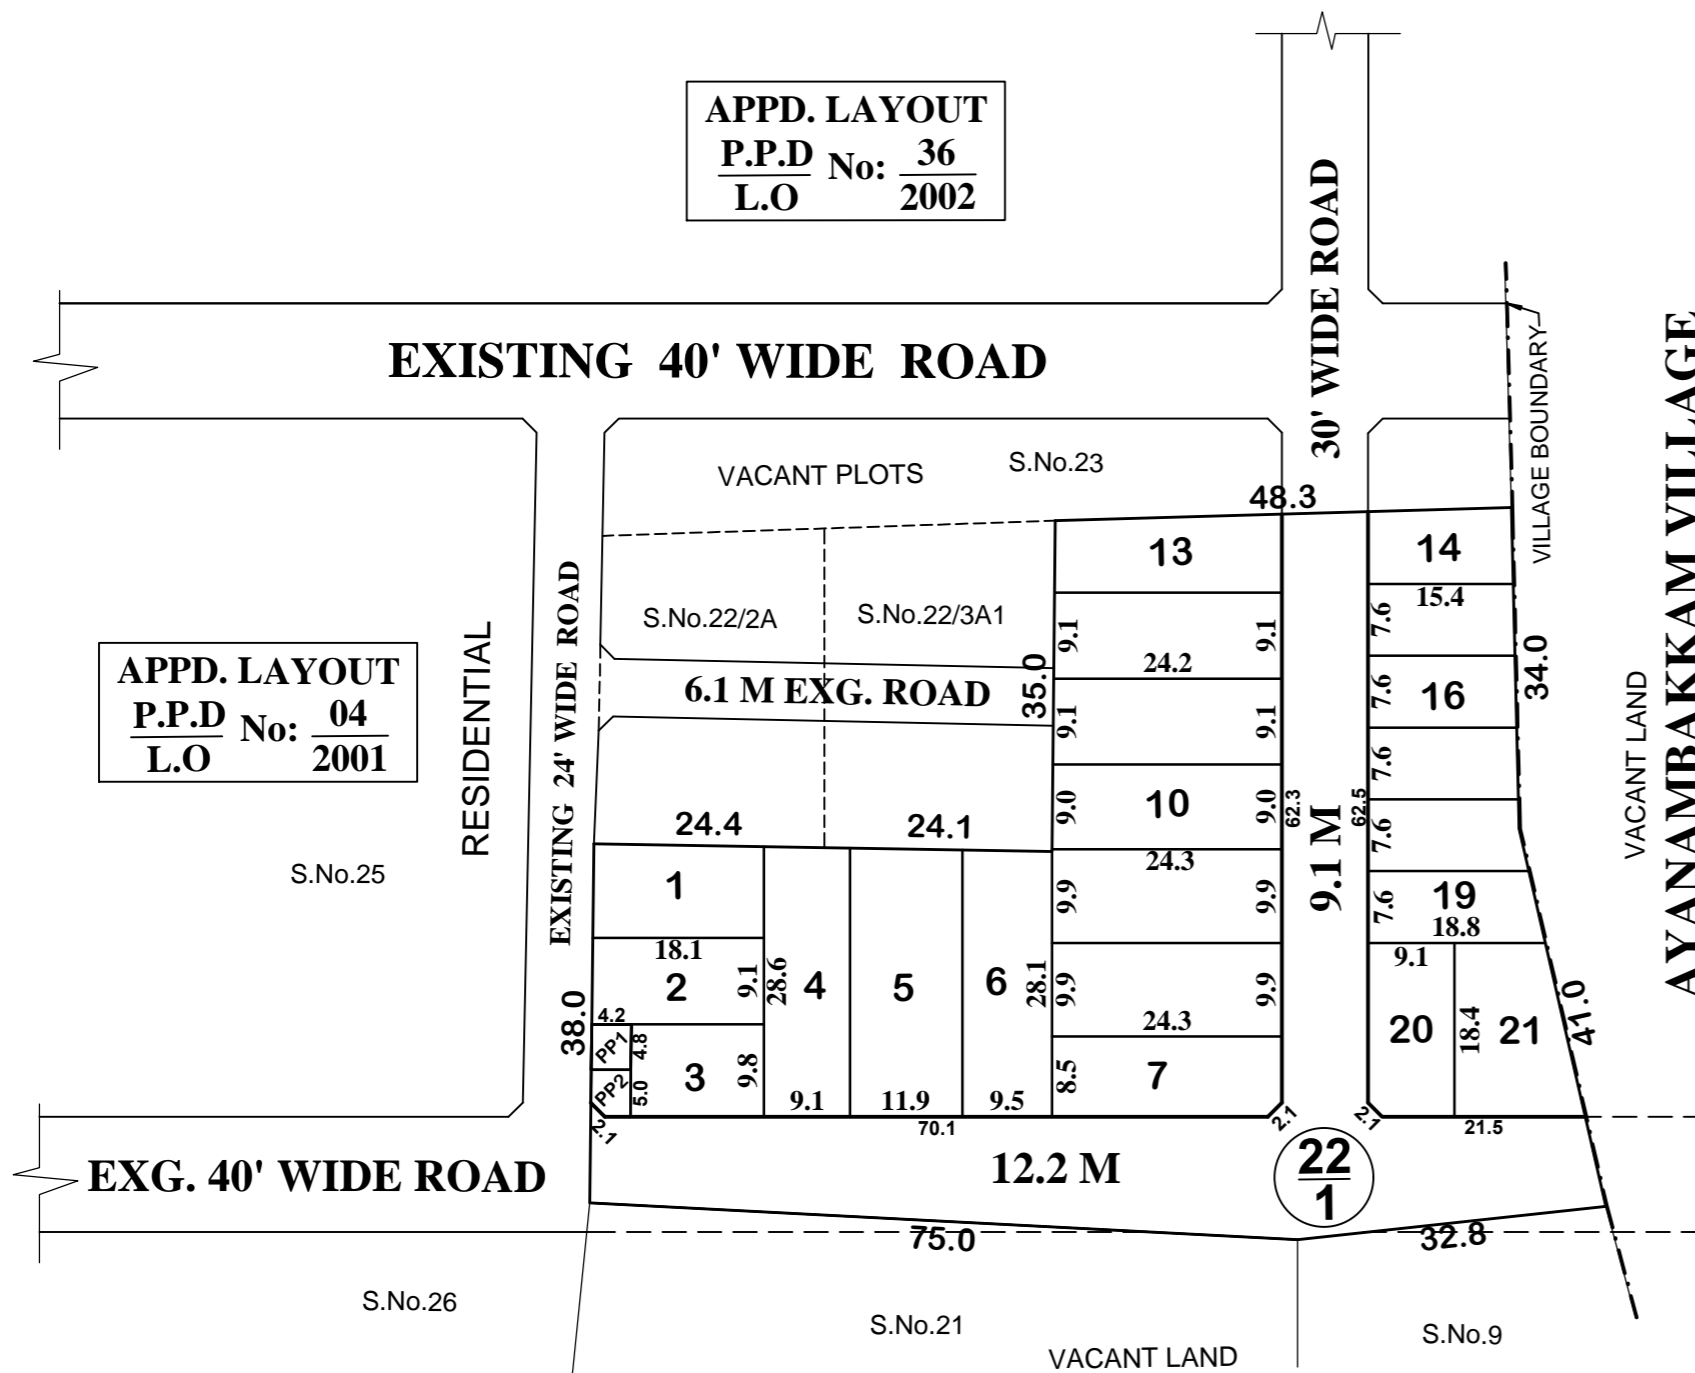 APPD. LAYOUT
P.P.D No: 36
L.O 2002
30' WIDE ROAD
EXISTING 40' WIDE ROAD
VILLAGE BOUNDARY
AYANAMBAKKAM VILLAGE
VACANT PLOTS
S.No.23
48.3
13
14
15.4
EXISTING 24' WIDE ROAD
S.No.22/2A
S.No.22/3A1
9.1
9.1
7.6
34.0
APPD. LAYOUT
P.P.D No: 04
L.O 2001
RESIDENTIAL
6.1 M EXG. ROAD
35.0
24.2
9.1
9.1
7.6
16
VACANT LAND
7.6
24.4
24.1
9.0
10
9.0
62.3
9.1 M
62.5
7.6
24.3
S.No.25
1
9.9
9.9
7.6
19
18.8
18.1
2
9.1
28.6
4
5
6
28.1
9.9
9.9
9.1
38.0
4.2
24.3
20
18.4
21
41.0
PP1
4.8
3
9.8
8.5
7
PP2
5.0
9.1
11.9
9.5
2.1
70.1
2.1
2.1
21.5
EXG. 40' WIDE ROAD
12.2 M
22
1
75.0
32.8
S.No.26
S.No.21
S.No.9
VACANT LAND